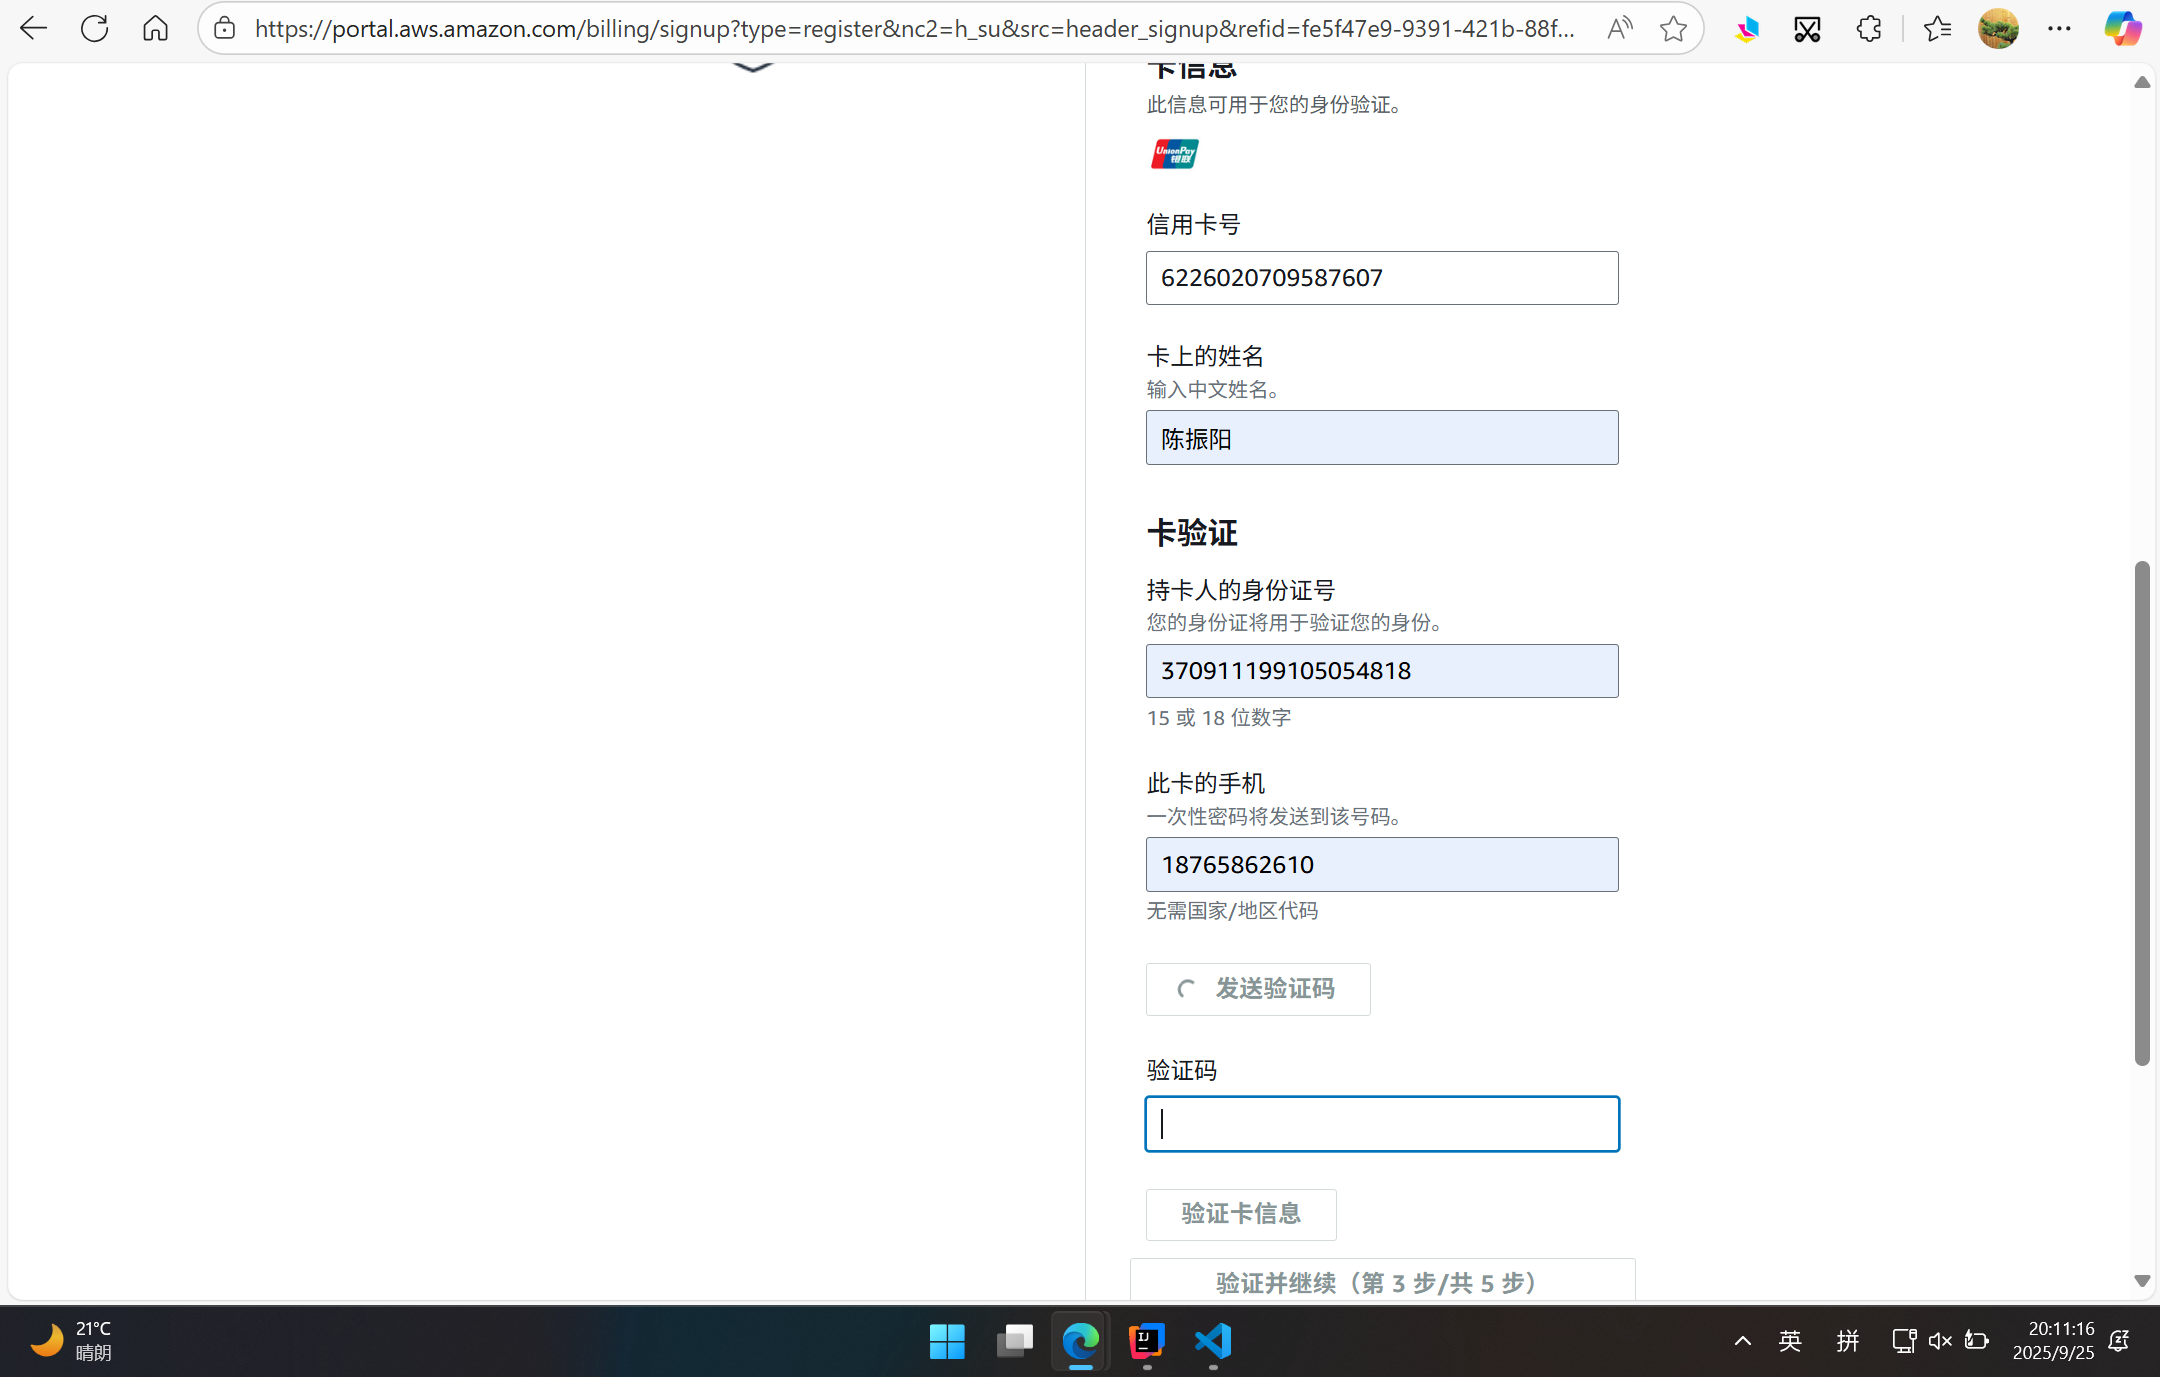 https://portal.aws.amazon.com/billing/signup?type=register&nc2=h_su&src=header_signup&refid=fe5f47e9-9391-421b-88f...
卡信息
此信息可用于您的身份验证。
UnionPay
银联
信用卡号
6226020709587607
卡上的姓名
输入中文姓名。
陈振阳
卡验证
持卡人的身份证号
您的身份证将用于验证您的身份。
370911199105054818
15 或 18 位数字
此卡的手机
一次性密码将发送到该号码。
18765862610
无需国家/地区代码
发送验证码
验证码
验证卡信息
验证并继续（第 3 步/共 5 步）
21°C
晴朗
英
拼
20:11:16
2025/9/25